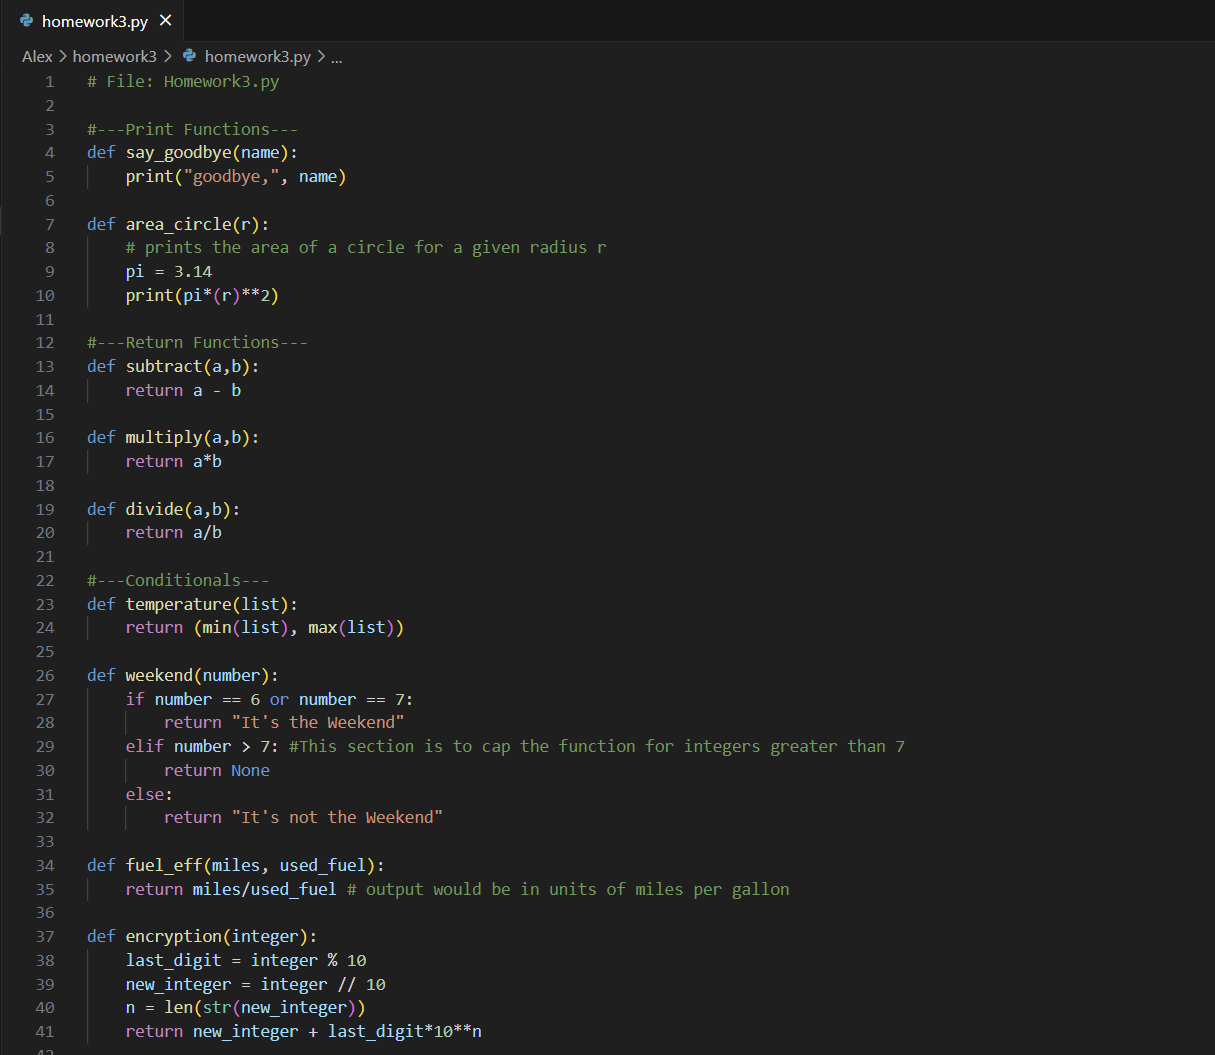 homework3.py ×
Alex > homework3 > homework3.py > ...
1 # File: Homework3.py
2
3 #---Print Functions---
4 def say_goodbye(name):
5     print("goodbye,", name)
6
7 def area_circle(r):
8     # prints the area of a circle for a given radius r
9     pi = 3.14
10     print(pi*(r)**2)
11
12 #---Return Functions---
13 def subtract(a,b):
14     return a - b
15
16 def multiply(a,b):
17     return a*b
18
19 def divide(a,b):
20     return a/b
21
22 #---Conditionals---
23 def temperature(list):
24     return (min(list), max(list))
25
26 def weekend(number):
27     if number == 6 or number == 7:
28         return "It's the Weekend"
29     elif number > 7: #This section is to cap the function for integers greater than 7
30         return None
31     else:
32         return "It's not the Weekend"
33
34 def fuel_eff(miles, used_fuel):
35     return miles/used_fuel # output would be in units of miles per gallon
36
37 def encryption(integer):
38     last_digit = integer % 10
39     new_integer = integer // 10
40     n = len(str(new_integer))
41     return new_integer + last_digit*10**n
42